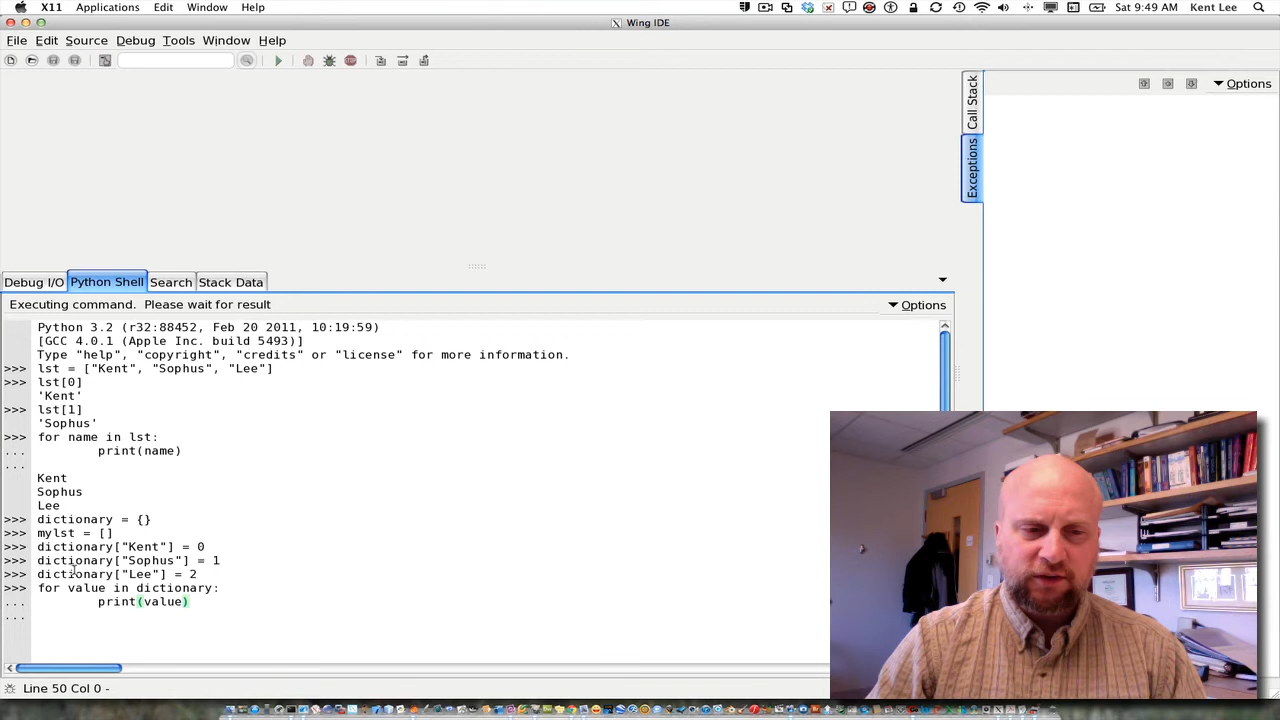 X11 Applications Edit Window Help Sat 9:49 AM Kent Lee
Wing IDE
File Edit Source Debug Tools Window Help
Call Stack
Exceptions
Options
Debug I/O Python Shell Search Stack Data
Executing command. Please wait for result Options
Python 3.2 (r32:88452, Feb 20 2011, 10:19:59)
[GCC 4.0.1 (Apple Inc. build 5493)]
Type "help", "copyright", "credits" or "license" for more information.
>>> lst = ["Kent", "Sophus", "Lee"]
>>> lst[0]
'Kent'
>>> lst[1]
'Sophus'
>>> for name in lst:
... print(name)
...
Kent
Sophus
Lee
>>> dictionary = {}
>>> mylst = []
>>> dictionary["Kent"] = 0
>>> dictionary["Sophus"] = 1
>>> dictionary["Lee"] = 2
>>> for value in dictionary:
... print(value)
...
Line 50 Col 0 -